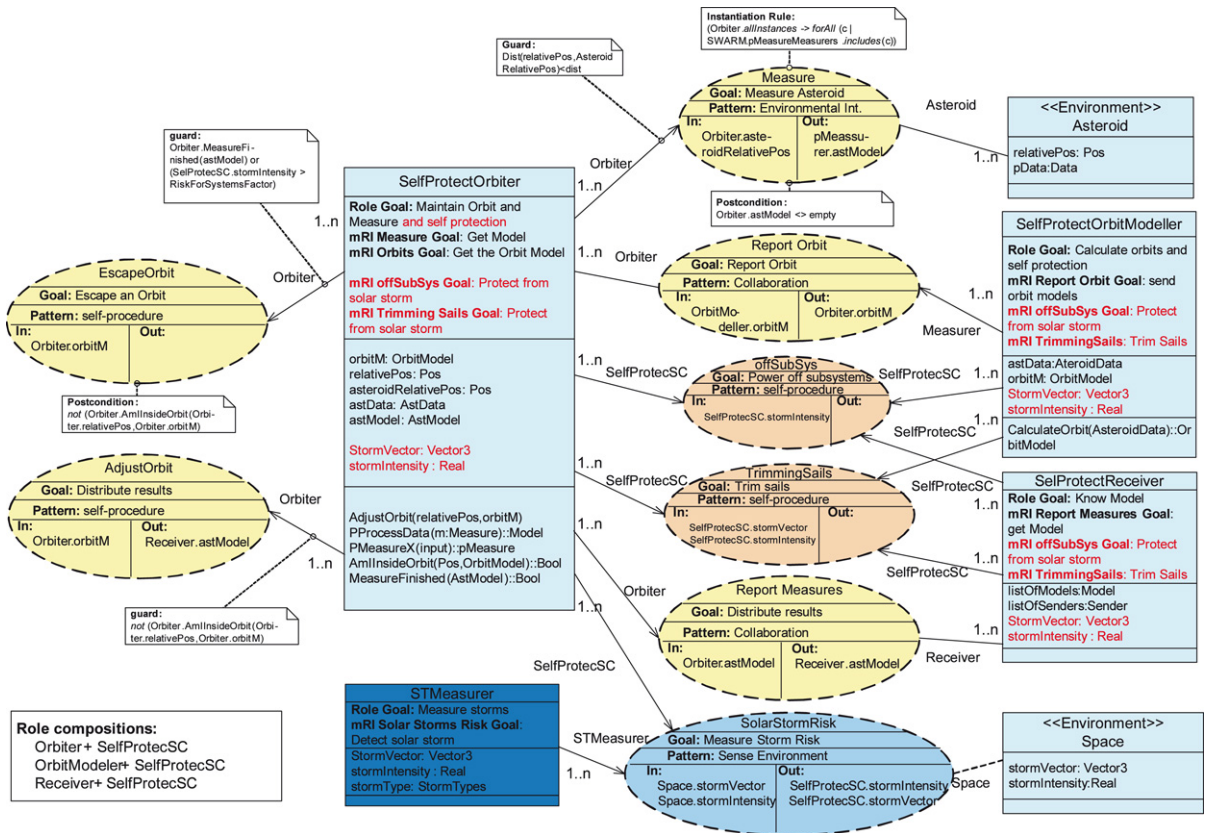 Instantiation Rule:
(Orbiter.allInstances -> forAll (c |
SWARM.pMeasureMeasurers .includes(c))
Guard:
Dist(relativePos,Asteroid
RelativePos)<dist
Measure
Goal: Measure Asteroid
Pattern: Environmental Int.
In:
Orbiter.aste-
roidRelativePos
Out:
pMeassu-
rer.astModel
Asteroid
1..n
<<Environment>>
Asteroid
relativePos: Pos
pData:Data
Postcondition:
Orbiter.astModel <> empty
guard:
Orbiter.MeasureFi-
nished(astModel) or
(SelProtecSC.stormIntensity >
RiskForSystemsFactor)
Orbiter
1..n
1..n
Orbiter
SelfProtectOrbiter
Role Goal: Maintain Orbit and
Measure and self protection
mRI Measure Goal: Get Model
mRI Orbits Goal: Get the Orbit Model
mRI offSubSys Goal: Protect from
solar storm
mRI Trimming Sails Goal: Protect
from solar storm
orbitM: OrbitModel
relativePos: Pos
asteroidRelativePos: Pos
astData: AstData
astModel: AstModel
StormVector: Vector3
stormIntensity : Real
AdjustOrbit(relativePos,orbitM)
PProcessData(m:Measure)::Model
PMeasureX(input)::pMeasure
AmIInsideOrbit(Pos,OrbitModel)::Bool
MeasureFinished(AstModel)::Bool
EscapeOrbit
Goal: Escape an Orbit
Pattern: self-procedure
In:
Orbiter.orbitM
Out:
Postcondition:
not (Orbiter.AmIInsideOrbit(Orbi-
ter.relativePos,Orbiter.orbitM)
AdjustOrbit
Goal: Distribute results
Pattern: self-procedure
In:
Orbiter.orbitM
Out:
Receiver.astModel
Orbiter
1..n
guard:
not (Orbiter.AmIInsideOrbit(Orbi-
ter.relativePos,Orbiter.orbitM)
1..n
Orbiter
Report Orbit
Goal: Report Orbit
Pattern: Collaboration
In:
OrbitMo-
deller.orbitM
Out:
Orbiter.orbitM
1..n
Measurer
SelfProtectOrbitModeller
Role Goal: Calculate orbits and
self protection
mRI Report Orbit Goal: send
orbit models
mRI offSubSys Goal: Protect
from solar storm
mRI TrimmingSails: Trim Sails
astData:AteroidData
orbitM: OrbitModel
StormVector: Vector3
stormIntensity : Real
CalculateOrbit(AsteroidData)::Or
bitModel
1..n
SelfProtecSC
offSubSys
Goal: Power off subsystems
Pattern: self-procedure
In:
SelfProtecSC.stormIntensity
Out:
SelfProtecSC
1..n
1..n
SelfProtecSC
1..n
SelfProtecSC
TrimmingSails
Goal: Trim sails
Pattern: self-procedure
In:
SelfProtecSC.stormVector
SelfProtecSC.stormIntensity
Out:
SelfProtecSC
1..n
1..n
SelfProtecSC
SelProtectReceiver
Role Goal: Know Model
mRI Report Measures Goal:
get Model
mRI offSubSys Goal: Protect
from solar storm
mRI TrimmingSails: Trim Sails
listOfModels:Model
listOfSenders:Sender
StormVector: Vector3
stormIntensity : Real
1..n
Orbiter
Report Measures
Goal: Distribute results
Pattern: Collaboration
In:
Orbiter.astModel
Out:
Receiver.astModel
1..n
Receiver
1..n
SelfProtecSC
STMeasurer
Role Goal: Measure storms
mRI Solar Storms Risk Goal:
Detect solar storm
StormVector: Vector3
stormIntensity : Real
stormType: StormTypes
STMeasurer
1..n
SolarStormRisk
Goal: Measure Storm Risk
Pattern: Sense Environment
In:
Space.stormVector
Space.stormIntensity
Out:
SelfProtecSC.stormIntensity
SelfProtecSC.stormVector
Space
1..n
<<Environment>>
Space
stormVector: Vector3
stormIntensity:Real
Role compositions:
Orbiter+ SelfProtecSC
OrbitModeler+ SelfProtecSC
Receiver+ SelfProtecSC